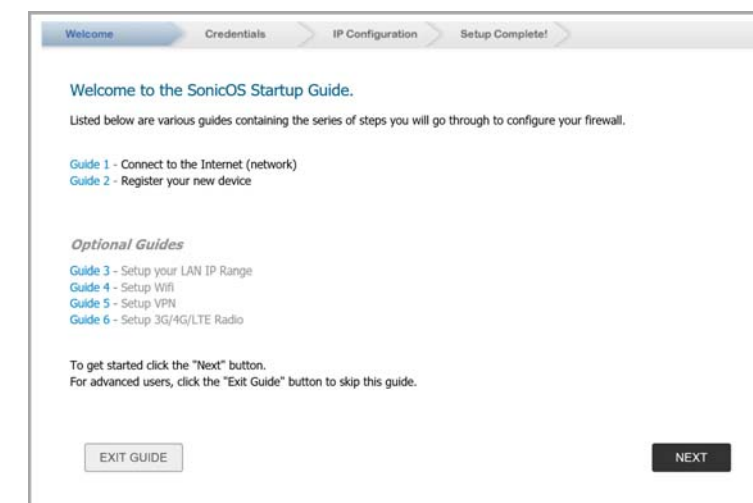 Welcome Credentials IP Configuration Setup Complete!
Welcome to the SonicOS Startup Guide.
Listed below are various guides containing the series of steps you will go through to configure your firewall.
Guide 1 - Connect to the Internet (network)
Guide 2 - Register your new device
Optional Guides
Guide 3 - Setup your LAN IP Range
Guide 4 - Setup Wifi
Guide 5 - Setup VPN
Guide 6 - Setup 3G/4G/LTE Radio
To get started click the "Next" button.
For advanced users, click the "Exit Guide" button to skip this guide.
EXIT GUIDE NEXT